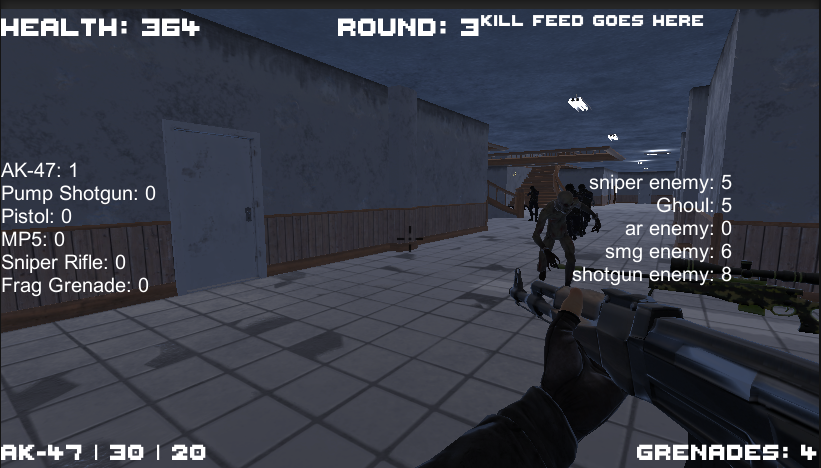 HEALTH: 364
ROUND: 3
KILL FEED GOES HERE
AK-47: 1
Pump Shotgun: 0
Pistol: 0
MP5: 0
Sniper Rifle: 0
Frag Grenade: 0
sniper enemy: 5
Ghoul: 5
ar enemy: 0
smg enemy: 6
shotgun enemy: 8
AK-47 | 30 | 20
GRENADES: 4